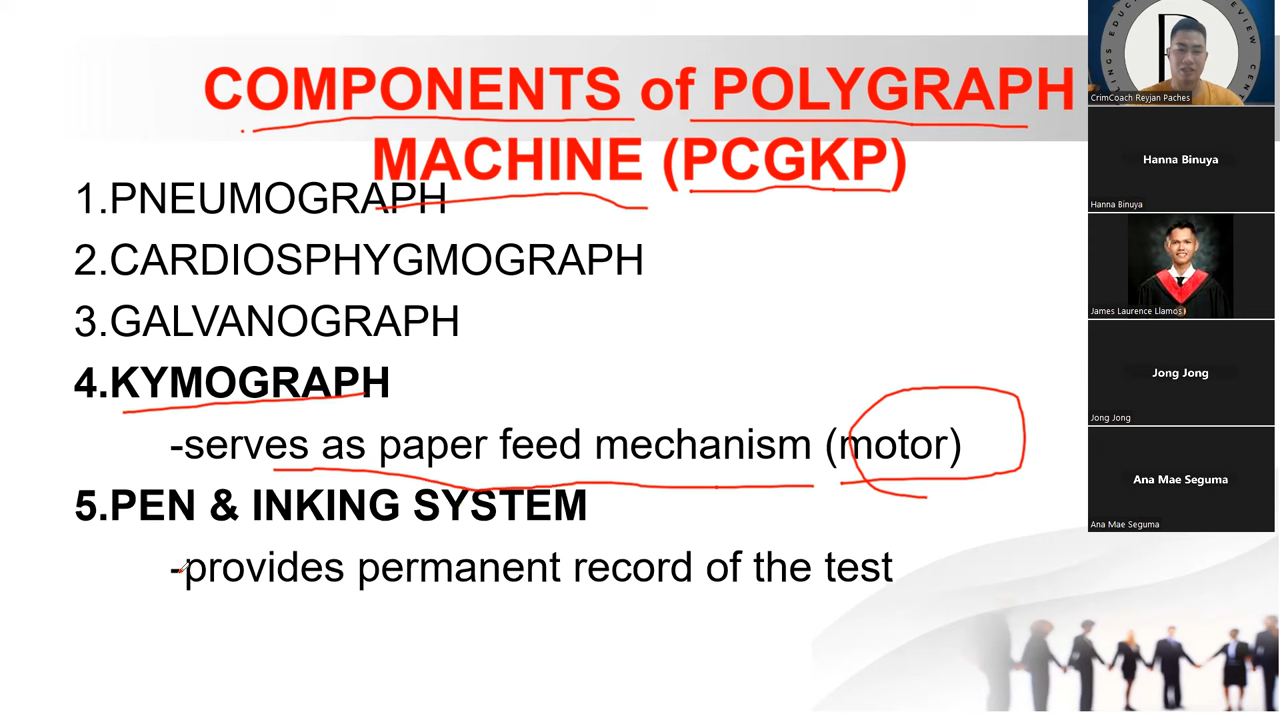 COMPONENTS of POLYGRAPH
MACHINE (PCGKP)
1.PNEUMOGRAPH
2.CARDIOSPHYGMOGRAPH
3.GALVANOGRAPH
4.KYMOGRAPH
-serves as paper feed mechanism (motor)
5.PEN & INKING SYSTEM
-provides permanent record of the test
CrimCoach Reyjan Paches
Hanna Binuya
Hanna Binuya
James Laurence Llamos
Jong Jong
Jong Jong
Ana Mae Seguma
Ana Mae Seguma